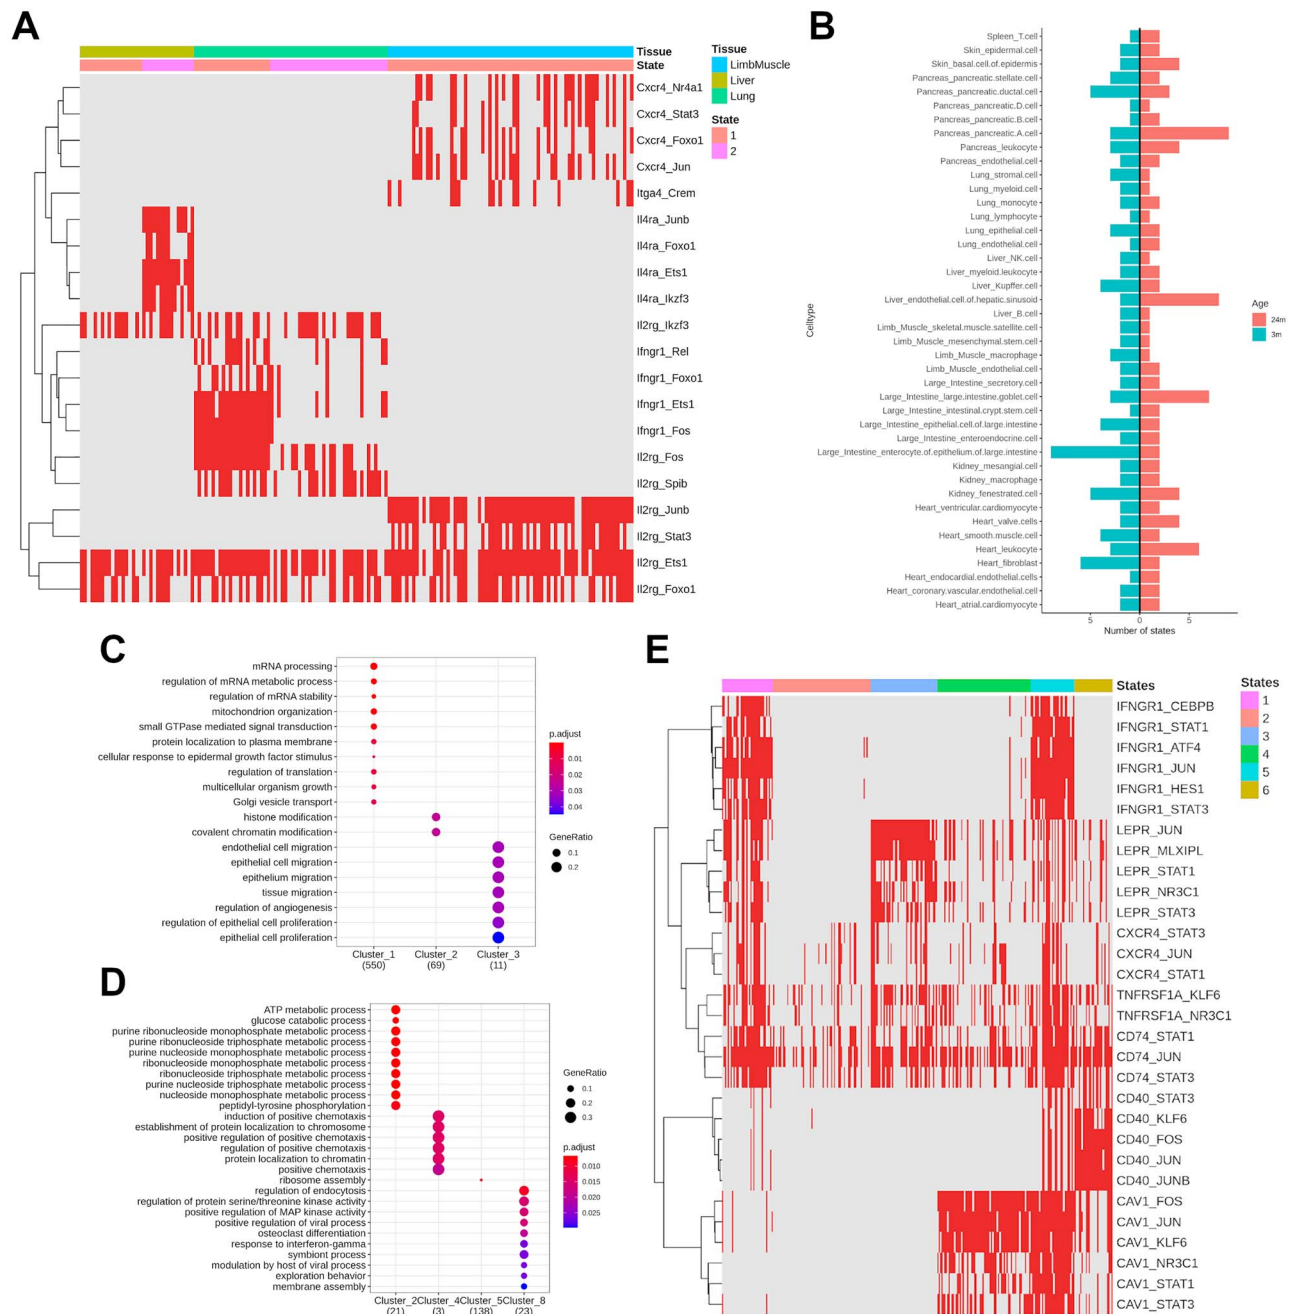 A
Tissue
State
Cxcr4_Nr4a1
Cxcr4_Stat3
Cxcr4_Foxo1
Cxcr4_Jun
Itga4_Crem
Il4ra_Junb
Il4ra_Foxo1
Il4ra_Ets1
Il4ra_Ikzf3
Il2rg_Ikzf3
Ifngr1_Rel
Ifngr1_Foxo1
Ifngr1_Ets1
Ifngr1_Fos
Il2rg_Fos
Il2rg_Spib
Il2rg_Junb
Il2rg_Stat3
Il2rg_Ets1
Il2rg_Foxo1
Tissue
LimbMuscle
Liver
Lung
State
1
2
B
Celltype
Spleen_T.cell
Skin_epidermal.cell
Skin_basal.cell.of.epidermis
Pancreas_pancreatic.stellate.cell
Pancreas_pancreatic.ductal.cell
Pancreas_pancreatic.D.cell
Pancreas_pancreatic.B.cell
Pancreas_pancreatic.A.cell
Pancreas_leukocyte
Pancreas_endothelial.cell
Lung_stromal.cell
Lung_myeloid.cell
Lung_monocyte
Lung_lymphocyte
Lung_epithelial.cell
Lung_endothelial.cell
Liver_NK.cell
Liver_myeloid.leukocyte
Liver_Kupffer.cell
Liver_endothelial.cell.of.hepatic.sinusoid
Liver_B.cell
Limb_Muscle_skeletal.muscle.satellite.cell
Limb_Muscle_mesenchymal.stem.cell
Limb_Muscle_macrophage
Limb_Muscle_endothelial.cell
Large_Intestine_secretory.cell
Large_Intestine_large.intestine.goblet.cell
Large_Intestine_intestinal.crypt.stem.cell
Large_Intestine_epithelial.cell.of.large.intestine
Large_Intestine_enteroendocrine.cell
Large_Intestine_enterocyte.of.epithelium.of.large.intestine
Kidney_mesangial.cell
Kidney_macrophage
Kidney_fenestrated.cell
Heart_ventricular.cardiomyocyte
Heart_valve.cells
Heart_smooth.muscle.cell
Heart_leukocyte
Heart_fibroblast
Heart_endocardial.endothelial.cells
Heart_coronary.vascular.endothelial.cell
Heart_atrial.cardiomyocyte
5 0 5
Number of states
Age
24m
3m
C
mRNA processing
regulation of mRNA metabolic process
regulation of mRNA stability
mitochondrion organization
small GTPase mediated signal transduction
protein localization to plasma membrane
cellular response to epidermal growth factor stimulus
regulation of translation
multicellular organism growth
Golgi vesicle transport
histone modification
covalent chromatin modification
endothelial cell migration
epithelial cell migration
epithelium migration
tissue migration
regulation of angiogenesis
regulation of epithelial cell proliferation
epithelial cell proliferation
Cluster_1 Cluster_2 Cluster_3
(550) (69) (11)
p.adjust
0.01
0.02
0.03
0.04
GeneRatio
0.1
0.2
D
ATP metabolic process
glucose catabolic process
purine ribonucleoside monophosphate metabolic process
purine ribonucleoside triphosphate metabolic process
purine nucleoside monophosphate metabolic process
ribonucleoside monophosphate metabolic process
ribonucleoside triphosphate metabolic process
purine nucleoside triphosphate metabolic process
nucleoside monophosphate metabolic process
peptidyl-tyrosine phosphorylation
induction of positive chemotaxis
establishment of protein localization to chromosome
positive regulation of positive chemotaxis
regulation of positive chemotaxis
protein localization to chromatin
positive chemotaxis
ribosome assembly
regulation of endocytosis
regulation of protein serine/threonine kinase activity
positive regulation of MAP kinase activity
positive regulation of viral process
osteoclast differentiation
response to interferon-gamma
symbiont process
modulation by host of viral process
exploration behavior
membrane assembly
Cluster_2 Cluster_4 Cluster_5 Cluster_8
(21) (3) (138) (23)
GeneRatio
0.1
0.2
0.3
p.adjust
0.010
0.015
0.020
0.025
E
States
IFNGR1_CEBPB
IFNGR1_STAT1
IFNGR1_ATF4
IFNGR1_JUN
IFNGR1_HES1
IFNGR1_STAT3
LEPR_JUN
LEPR_MLXIPL
LEPR_STAT1
LEPR_NR3C1
LEPR_STAT3
CXCR4_STAT3
CXCR4_JUN
CXCR4_STAT1
TNFRSF1A_KLF6
TNFRSF1A_NR3C1
CD74_STAT1
CD74_JUN
CD74_STAT3
CD40_STAT3
CD40_KLF6
CD40_FOS
CD40_JUN
CD40_JUNB
CAV1_FOS
CAV1_JUN
CAV1_KLF6
CAV1_NR3C1
CAV1_STAT1
CAV1_STAT3
States
1
2
3
4
5
6